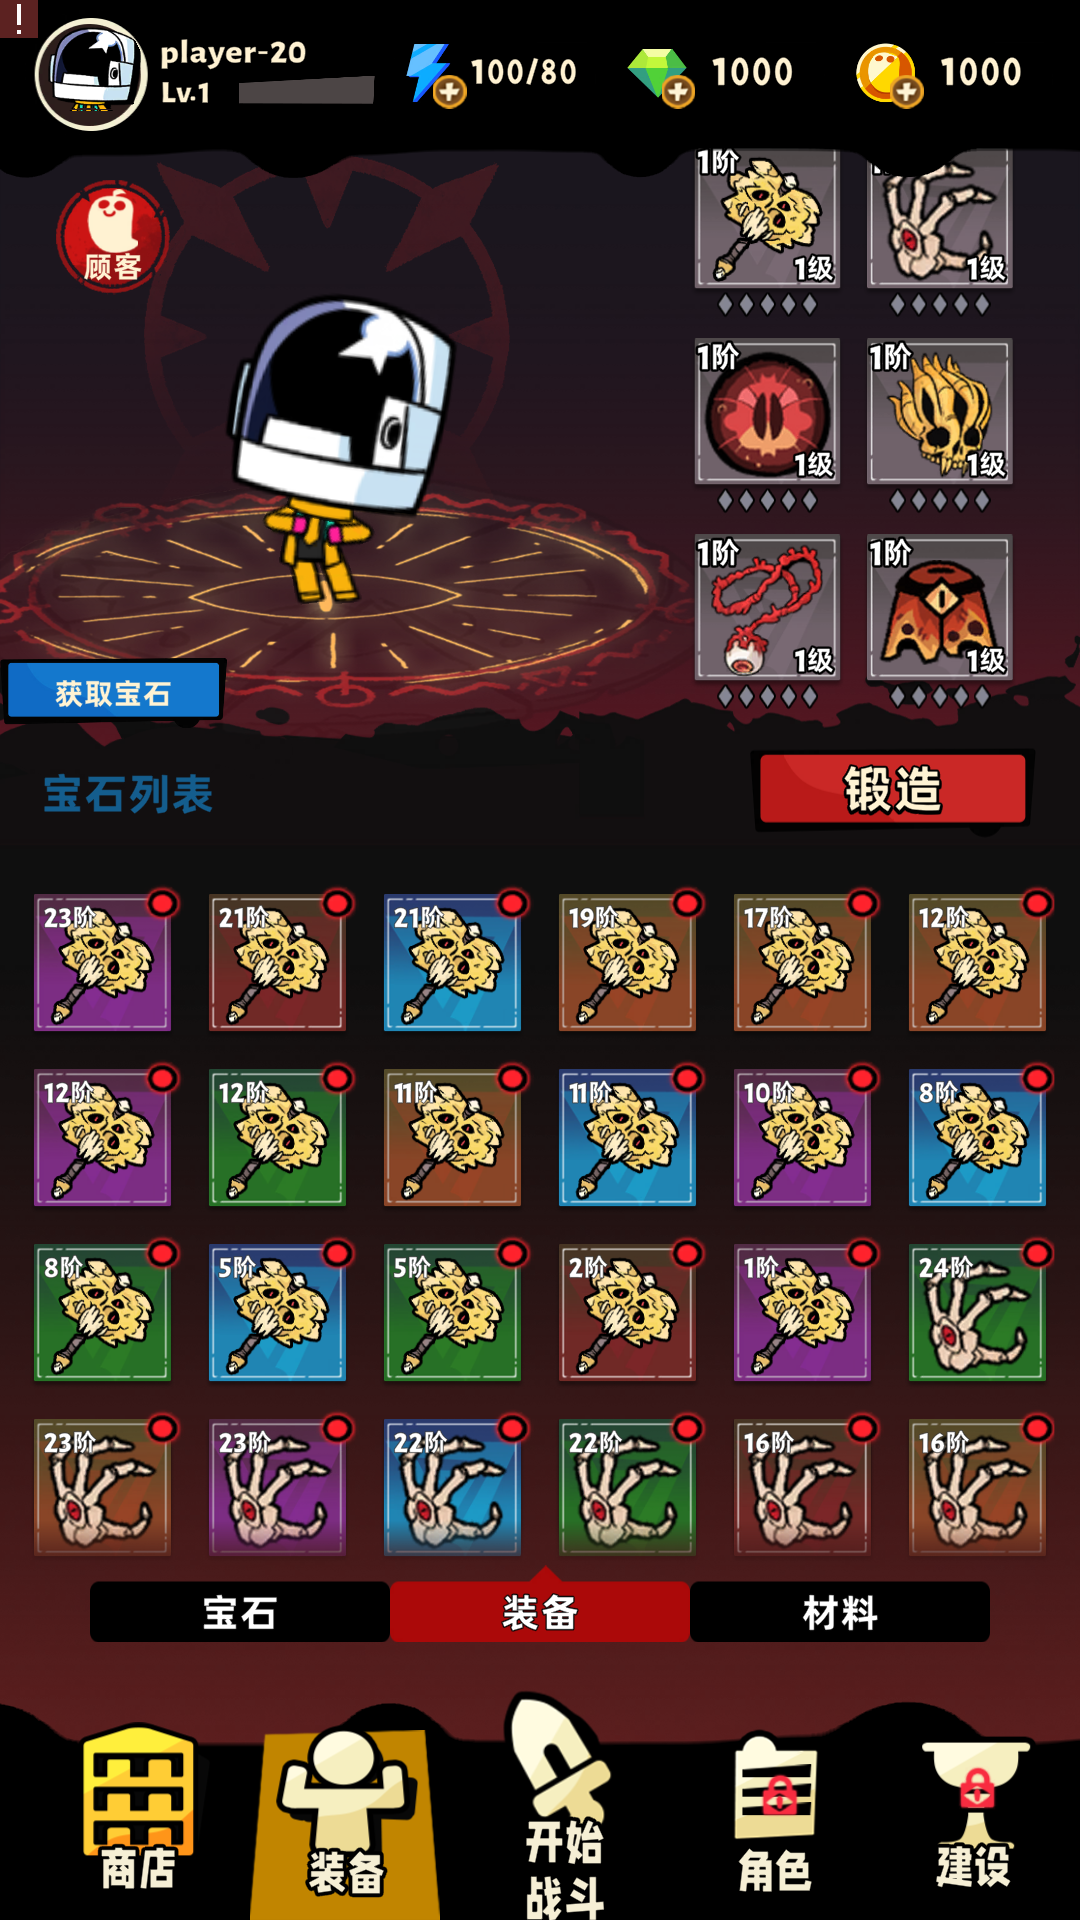 !
player-20
Lv.1
100/80
1000
1000
顾客
1阶
1级
1级
1阶
1级
1阶
1级
1阶
1级
1阶
1级
获取宝石
宝石列表
锻造
23阶
21阶
21阶
19阶
17阶
12阶
12阶
12阶
11阶
11阶
10阶
8阶
8阶
5阶
5阶
2阶
1阶
24阶
23阶
23阶
22阶
22阶
16阶
16阶
宝石
装备
材料
商店
装备
开始
战斗
角色
建设